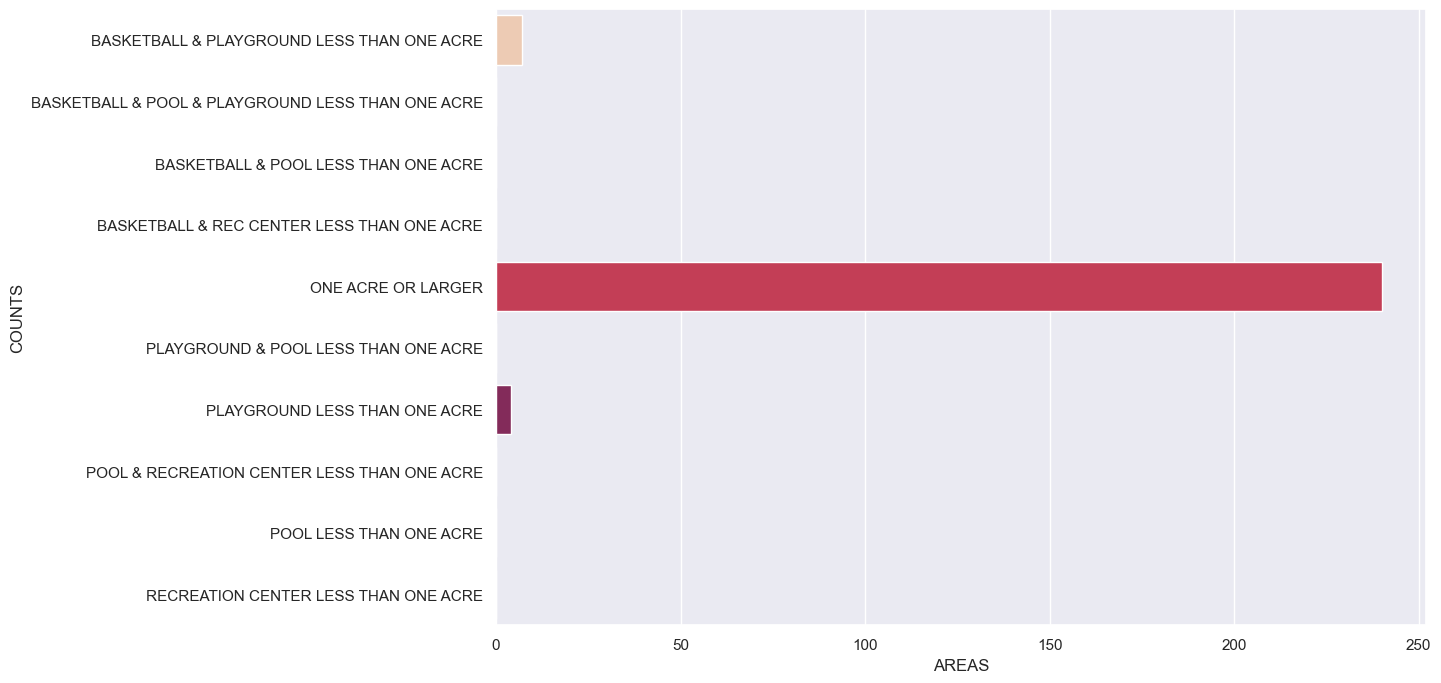 BASKETBALL & PLAYGROUND LESS THAN ONE ACRE
BASKETBALL & POOL & PLAYGROUND LESS THAN ONE ACRE
BASKETBALL & POOL LESS THAN ONE ACRE
BASKETBALL & REC CENTER LESS THAN ONE ACRE
ONE ACRE OR LARGER
PLAYGROUND & POOL LESS THAN ONE ACRE
PLAYGROUND LESS THAN ONE ACRE
POOL & RECREATION CENTER LESS THAN ONE ACRE
POOL LESS THAN ONE ACRE
RECREATION CENTER LESS THAN ONE ACRE
COUNTS
0 50 100 150 200 250
AREAS